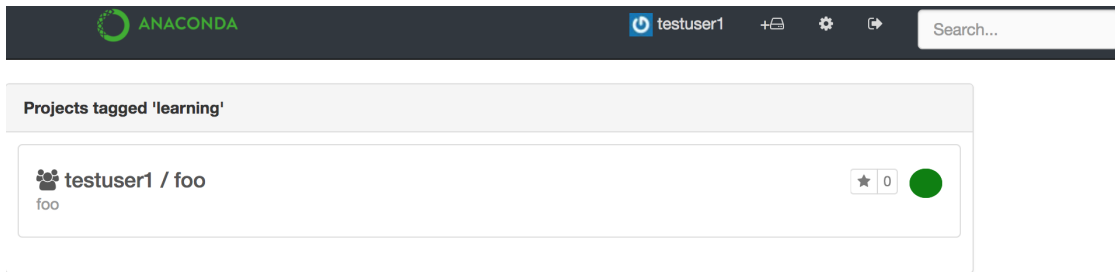 ANACONDA testuser1 Search...
Projects tagged 'learning'
testuser1 / foo 0
foo